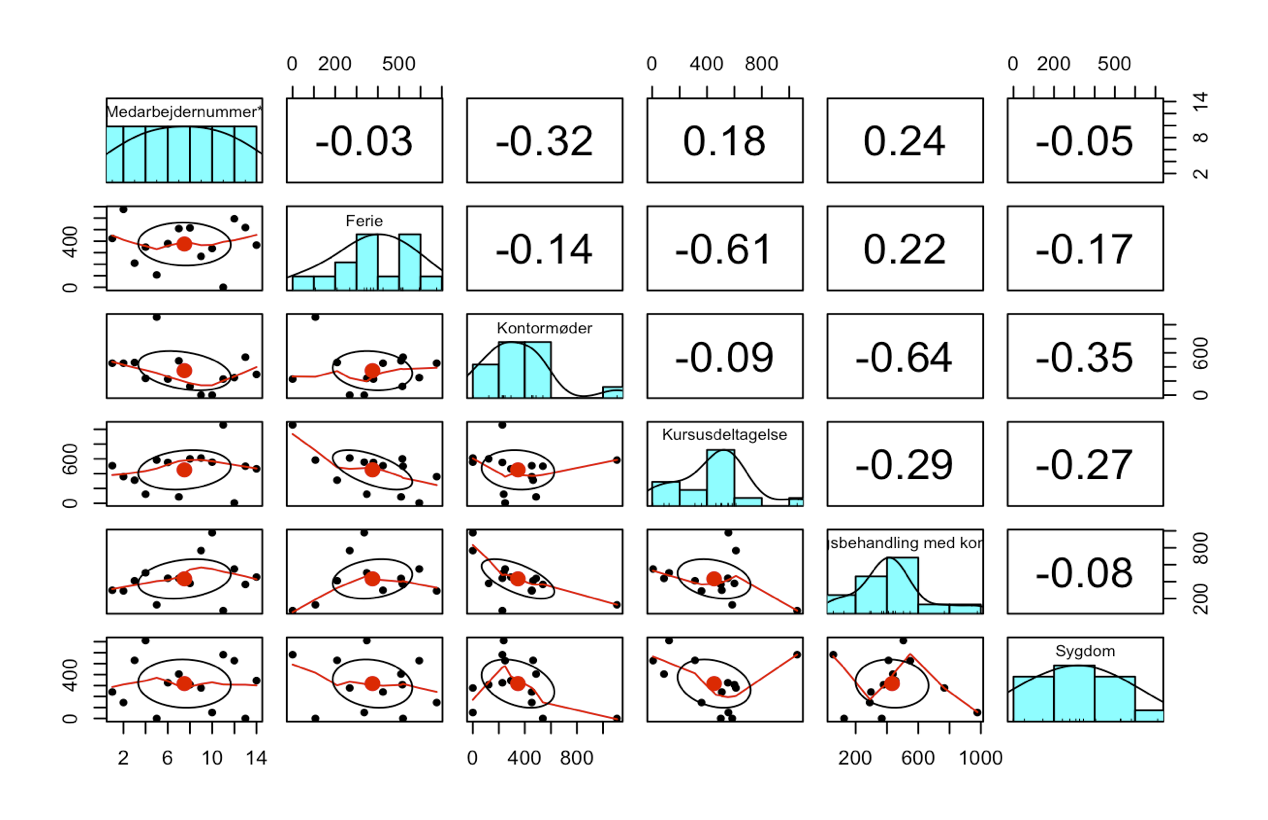 0 200 500
0 400 800
0 200 500
Medarbejdernummer*
-0.03
-0.32
0.18
0.24
-0.05
2 8 14
0 400
Ferie
-0.14
-0.61
0.22
-0.17
Kontormøder
-0.09
-0.64
-0.35
0 600
0 600
Kursusdeltagelse
-0.29
-0.27
gsbehandling med kor
-0.08
200 800
0 400
Sygdom
2 6 10 14
0 400 800
200 600 1000